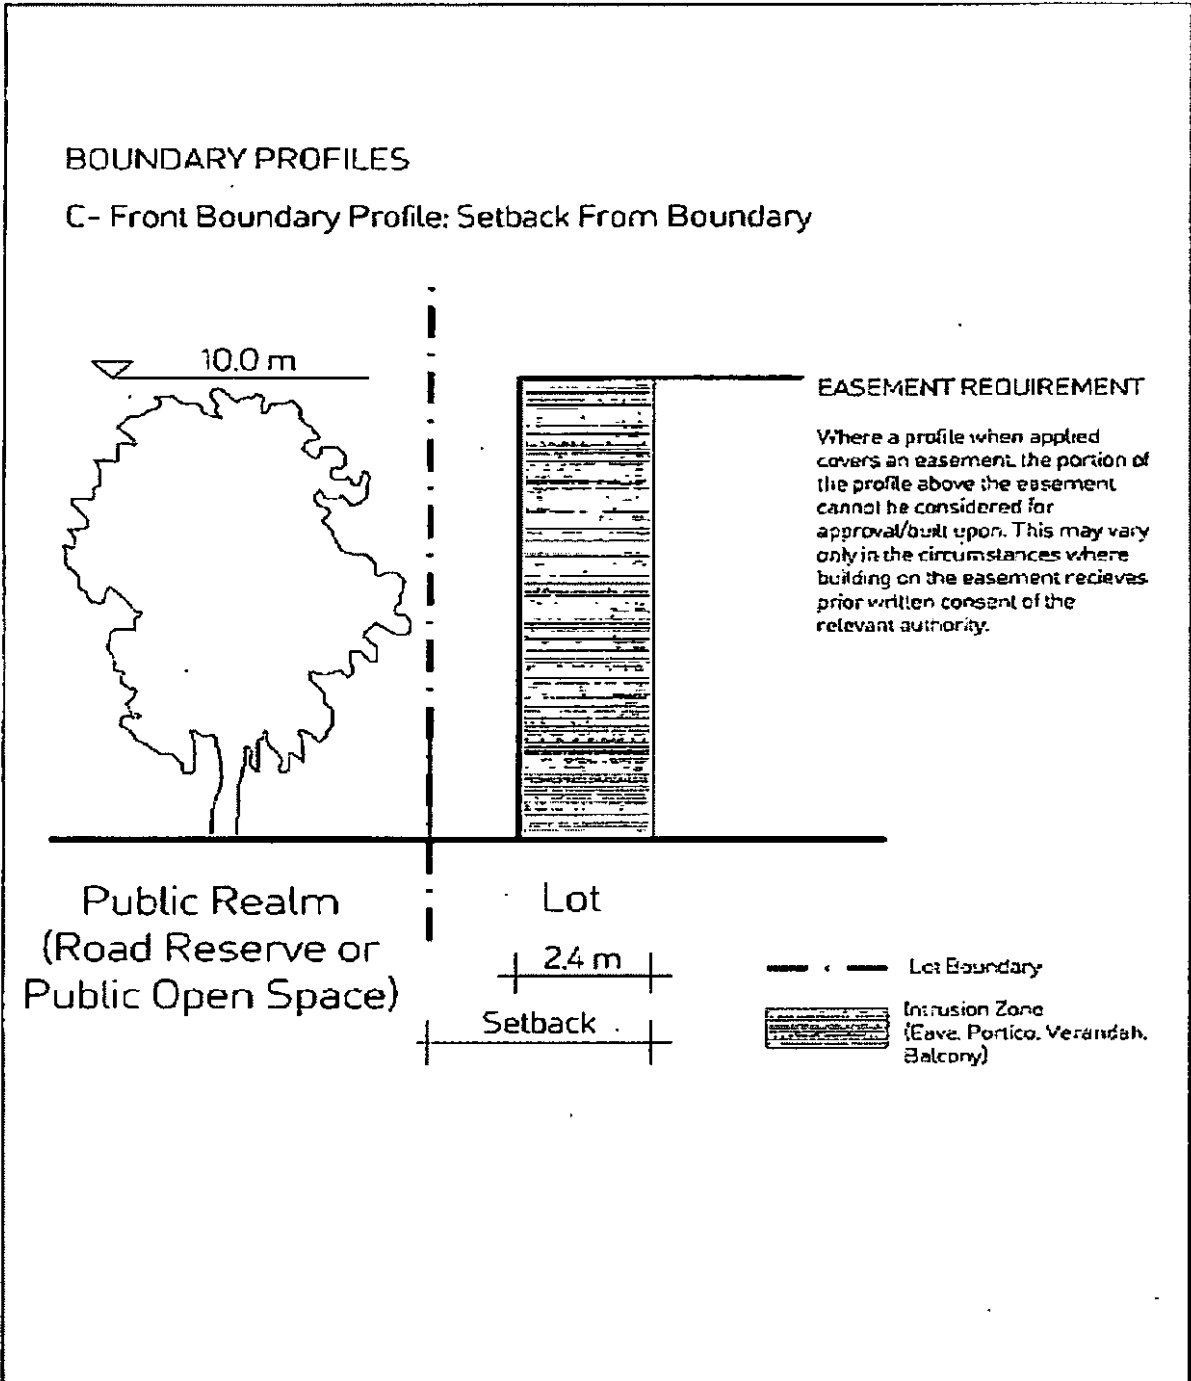 BOUNDARY PROFILES
C- Front Boundary Profile: Setback From Boundary
10.0 m
EASEMENT REQUIREMENT
Where a profile when applied
covers an easement, the portion of
the profile above the easement
cannot be considered for
approval/built upon. This may vary
only in the circumstances where
building on the easement recieves
prior written consent of the
relevant authority.
Public Realm
(Road Reserve or
Public Open Space)
Lot
2.4 m
Setback
Lot Boundary
Intrusion Zone
(Eave, Portico, Verandah,
Balcony)